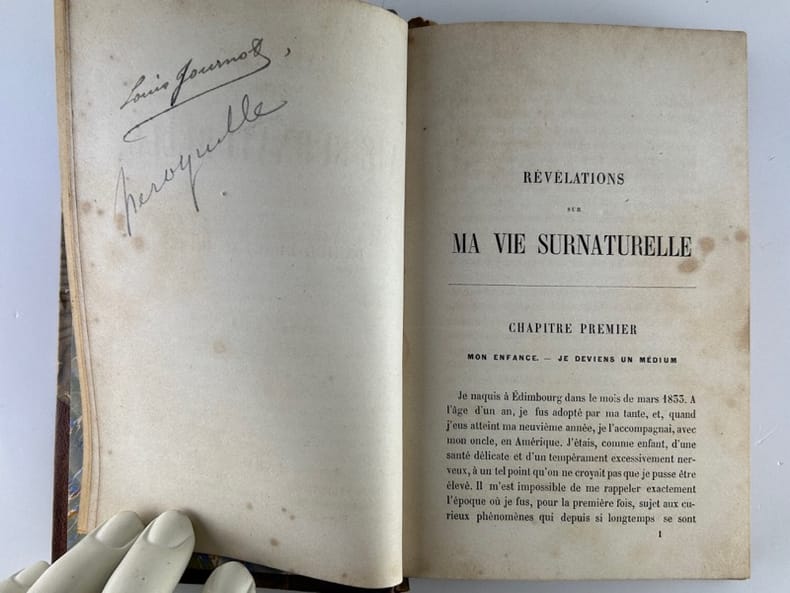 Louis Journot,
RÉVÉLATIONS
SUR
MA VIE SURNATURELLE
CHAPITRE PREMIER
MON ENFANCE. — JE DEVIENS UN MÉDIUM
Je naquis à Édimbourg dans le mois de mars 1833. A
l'âge d'un an, je fus adopté par ma tante, et, quand
j'eus atteint ma neuvième année, je l'accompagnai, avec
mon oncle, en Amérique. J'étais, comme enfant, d'une
santé délicate et d'un tempérament excessivement ner-
veux, à un tel point qu'on ne croyait pas que je pusse être
élevé. Il m'est impossible de me rappeler exactement
l'époque où je fus, pour la première fois, sujet aux cu-
rieux phénomènes qui depuis si longtemps se sont
1